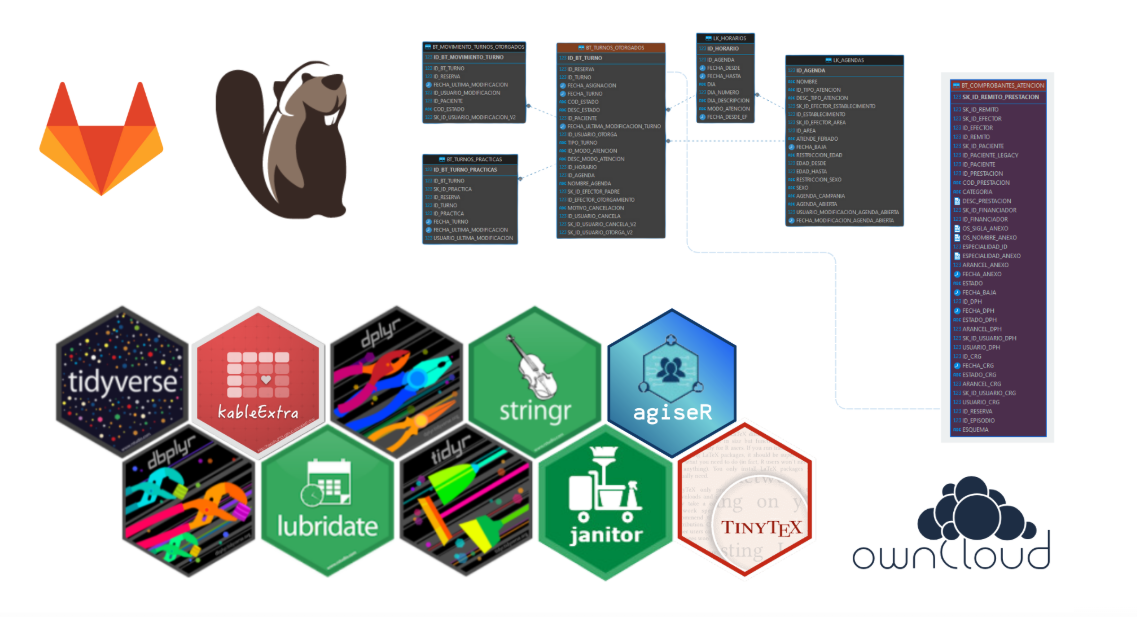 BT_MOVIMIENTO_TURNOS_OTORGADOS
ID_BT_MOVIMIENTO_TURNO
ID_BT_TURNO
ID_RESERVA
FECHA_ULTIMA_MODIFICACION
ID_USUARIO_MODIFICACION
ID_PACIENTE
COD_ESTADO
SK_ID_USUARIO_MODIFICACION_V2
BT_TURNOS_PRACTICAS
ID_BT_TURNO_PRACTICAS
ID_BT_TURNO
SK_ID_PRACTICA
ID_RESERVA
ID_TURNO
ID_PRACTICA
FECHA_TURNO
FECHA_ULTIMA_MODIFICACION
USUARIO_ULTIMA_MODIFICACION
BT_TURNOS_OTORGADOS
ID_BT_TURNO
ID_RESERVA
ID_TURNO
FECHA_ASIGNACION
FECHA_TURNO
COD_ESTADO
DESC_ESTADO
ID_PACIENTE
FECHA_ULTIMA_MODIFICACION_TURNO
ID_USUARIO_OTORGA
TIPO_TURNO
ID_MODO_ATENCION
DESC_MODO_ATENCION
ID_HORARIO
ID_AGENDA
NOMBRE_AGENDA
SK_ID_EFECTOR_PADRE
ID_EFECTOR_OTORGAMIENTO
MOTIVO_CANCELACION
ID_USUARIO_CANCELA
SK_ID_USUARIO_CANCELA_V2
SK_ID_USUARIO_OTORGA_V2
LK_HORARIOS
ID_HORARIO
ID_AGENDA
FECHA_DESDE
FECHA_HASTA
DIA
DIA_NUMERO
DIA_DESCRIPCION
MODO_ATENCION
FECHA_DESDE_SF
LK_AGENDAS
ID_AGENDA
NOMBRE
ID_TIPO_ATENCION
DESC_TIPO_ATENCION
SK_ID_EFECTOR_ESTABLECIMIENTO
ID_ESTABLECIMIENTO
SK_ID_EFECTOR_AREA
ID_AREA
ATIENDE_FERIADO
FECHA_BAJA
RESTRICCION_EDAD
EDAD_DESDE
EDAD_HASTA
RESTRICCION_SEXO
SEXO
AGENDA_CAMPANIA
AGENDA_ABIERTA
USUARIO_MODIFICACION_AGENDA_ABIERTA
FECHA_MODIFICACION_AGENDA_ABIERTA
BT_COMPROBANTES_ATENCION
SK_ID_REMITO_PRESTACION
SK_ID_REMITO
SK_ID_EFECTOR
ID_EFECTOR
ID_REMITO
SK_ID_PACIENTE
ID_PACIENTE_LEGACY
ID_PACIENTE
ID_PRESTACION
COD_PRESTACION
CATEGORIA
DESC_PRESTACION
SK_ID_FINANCIADOR
ID_FINANCIADOR
OS_SIGLA_ANEXO
OS_NOMBRE_ANEXO
ESPECIALIDAD_ID
ESPECIALIDAD_ANEXO
ARANCEL_ANEXO
FECHA_ANEXO
ESTADO
FECHA_BAJA
ID_DPH
FECHA_DPH
ESTADO_DPH
ARANCEL_DPH
SK_ID_USUARIO_DPH
USUARIO_DPH
ID_CRG
FECHA_CRG
ESTADO_CRG
ARANCEL_CRG
SK_ID_USUARIO_CRG
USUARIO_CRG
ID_RESERVA
ID_EPISODIO
ESQUEMA
tidyverse
kableExtra
dplyr
stringr
agiseR
dbplyr
lubridate
tidyr
janitor
TINYTEX
ownCloud